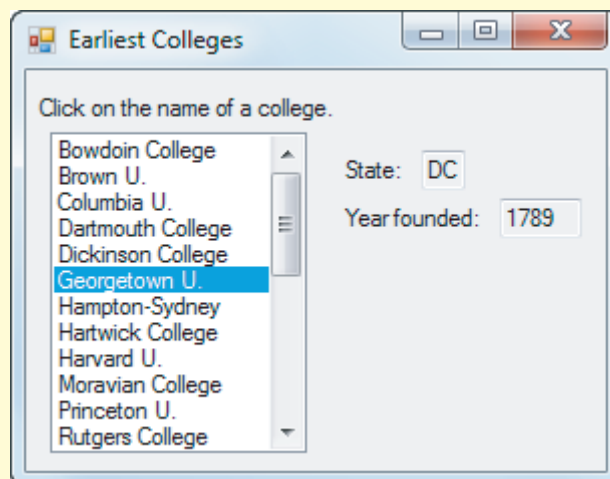 Earliest Colleges
Click on the name of a college.
Bowdoin College
Brown U.
Columbia U.
Dartmouth College
Dickinson College
Georgetown U.
Hampton-Sydney
Hartwick College
Harvard U.
Moravian College
Princeton U.
Rutgers College
State: DC
Year founded: 1789